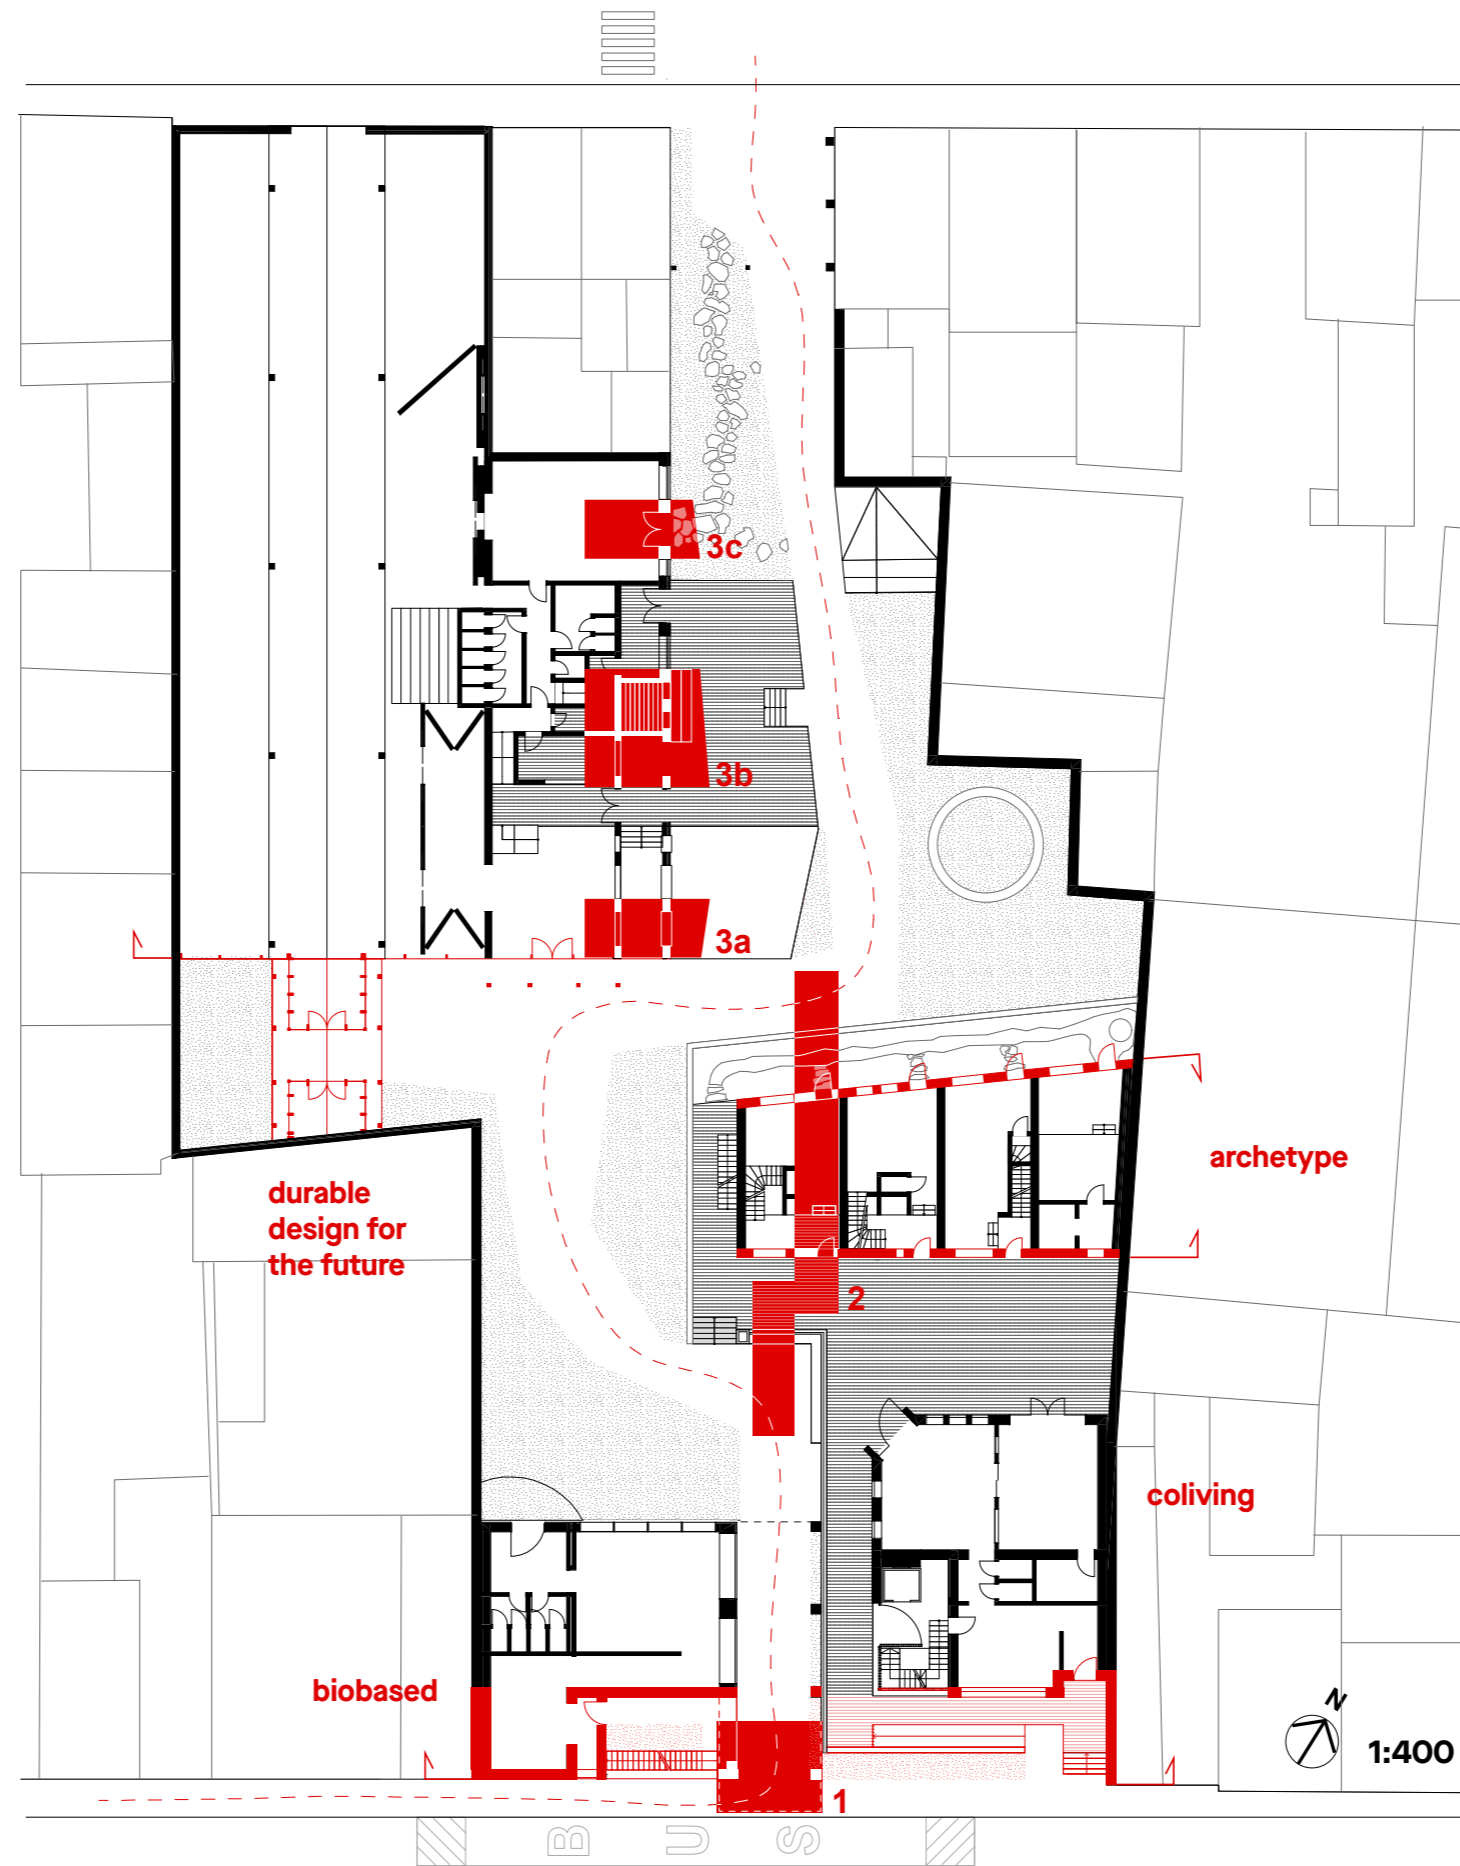 3c
3b
3a
archetype
durable
design for
the future
2
coliving
biobased
N
1:400
1
BUS